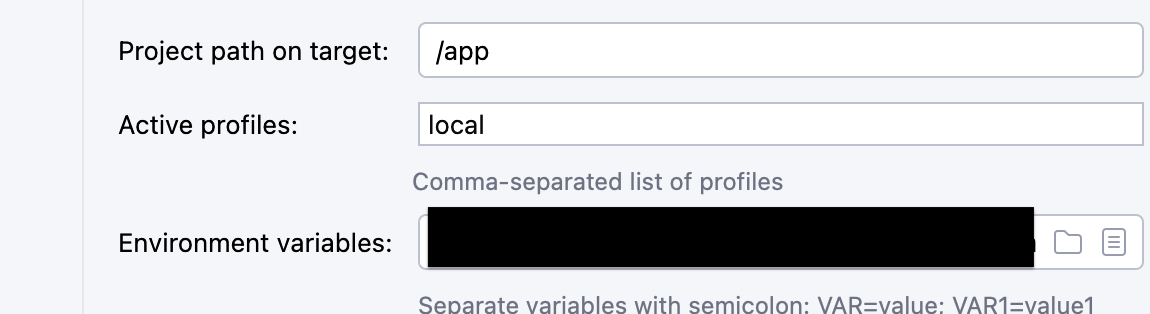 Project path on target: /app
Active profiles: local
Comma-separated list of profiles
Environment variables:
Separate variables with semicolon: VAR=value; VAR1=value1